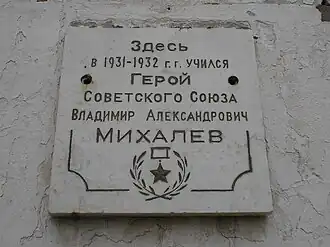 Здесь
в 1931-1932 г.г. учился
Герой
Советского Союза
Владимир Александрович
Михалев